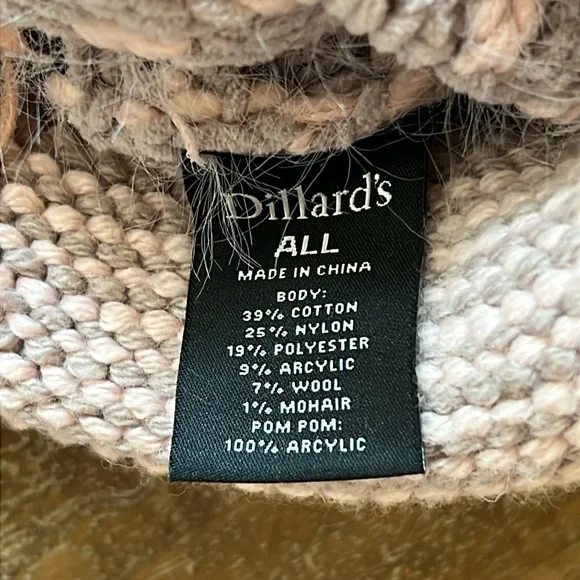 Dillard's
ALL
MADE IN CHINA
BODY:
39% COTTON
25% NYLON
19% POLYESTER
9% ARCYLIC
7% WOOL
1% MOHAIR
POM POM:
100% ARCYLIC